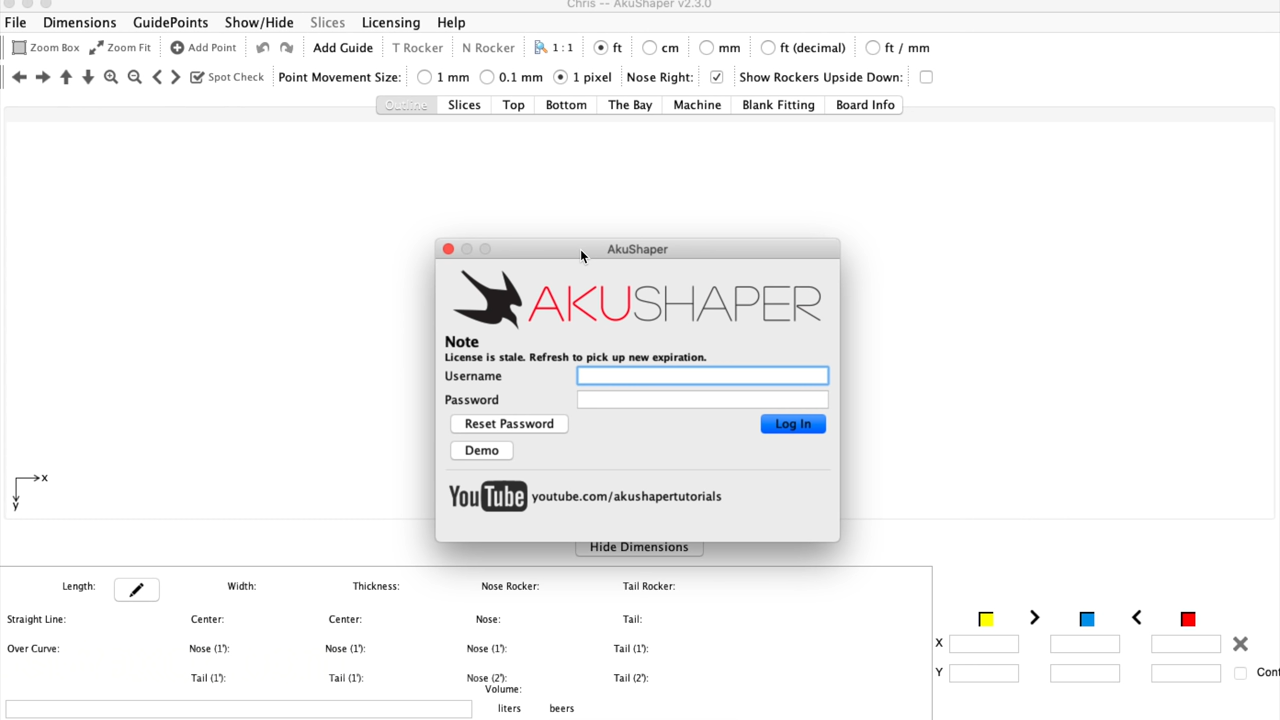 Chris -- AkuShaper v2.3.0
File Dimensions GuidePoints Show/Hide Slices Licensing Help
Zoom Box Zoom Fit Add Point Add Guide T Rocker N Rocker 1 : 1 ft cm mm ft (decimal) ft / mm
Spot Check Point Movement Size: 1 mm 0.1 mm 1 pixel Nose Right: Show Rockers Upside Down:
Outline Slices Top Bottom The Bay Machine Blank Fitting Board Info
AkuShaper
AKUSHAPER
Note
License is stale. Refresh to pick up new expiration.
Username
Password
Reset Password Log In
Demo
YouTube youtube.com/akushapertutorials
x
y
Hide Dimensions
Length: Width: Thickness: Nose Rocker: Tail Rocker:
Straight Line: Center: Center: Nose: Tail:
Over Curve: Nose (1'): Nose (1'): Nose (1'): Tail (1'):
Tail (1'): Tail (1'): Nose (2'): Tail (2'):
Volume:
liters beers
X
Y Cont